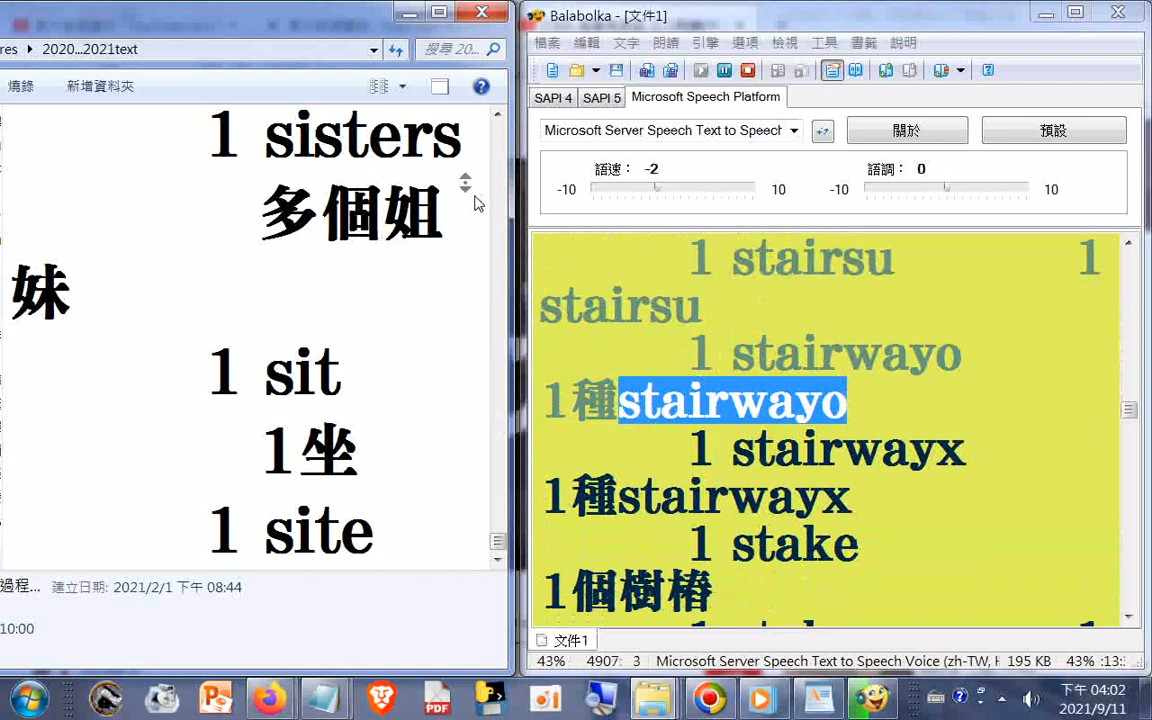 res ▸ 2020...2021text
搜尋 20...
燒錄 新增資料夾
1 sisters
多個姐
妹
1 sit
1坐
1 site
過程... 建立日期: 2021/2/1 下午 08:44
10:00
Balabolka - [文件1]
檔案 編輯 文字 朗讀 引擎 選項 檢視 工具 書籤 說明
SAPI 4 SAPI 5 Microsoft Speech Platform
Microsoft Server Speech Text to Speech 關於 預設
語速： -2 語調： 0
-10 10 -10 10
1 stairsu 1
stairsu
1 stairwayo
1種stairwayo
1 stairwayx
1種stairwayx
1 stake
1個樹樁
文件1
43% 4907: 3 Microsoft Server Speech Text to Speech Voice (zh-TW, 195 KB 43%
PDF
下午 04:02
2021/9/11